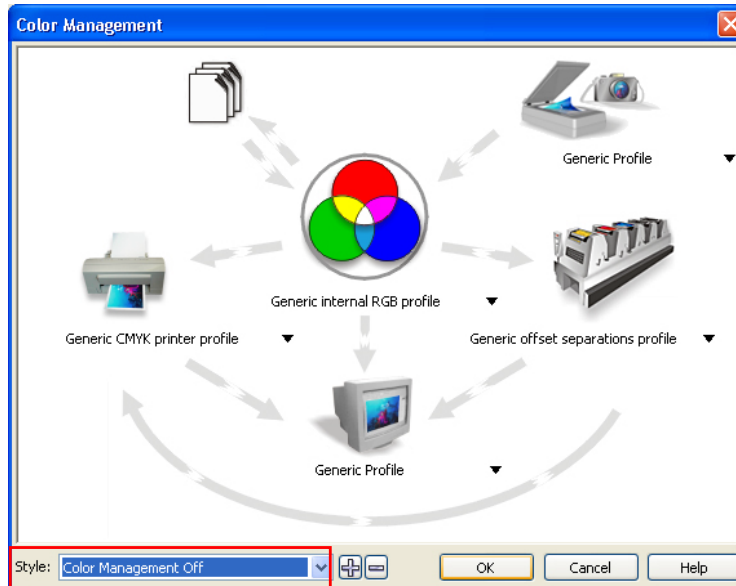 Color Management
Generic Profile
Generic internal RGB profile
Generic CMYK printer profile
Generic offset separations profile
Generic Profile
Style: Color Management Off
OK
Cancel
Help